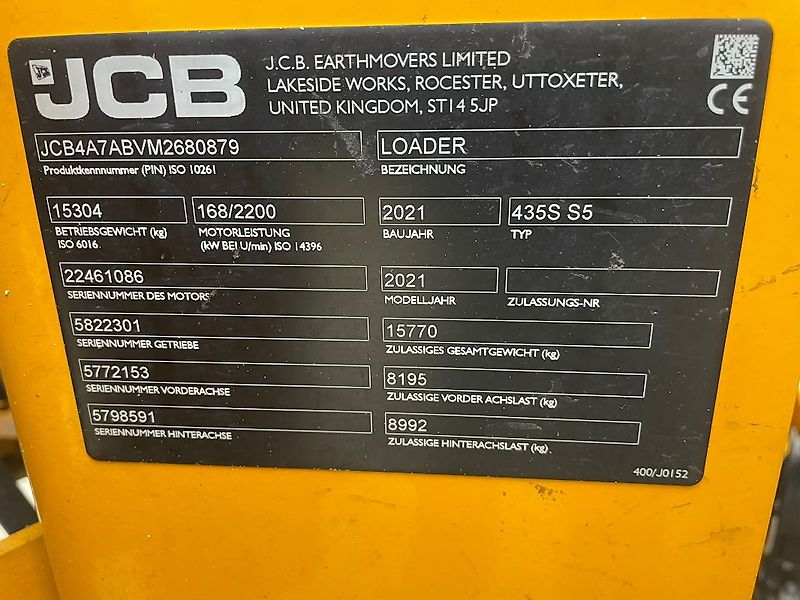 JCB
J.C.B. EARTHMOVERS LIMITED
LAKESIDE WORKS, ROCESTER, UTTOXETER,
UNITED KINGDOM, ST14 5JP
CE
JCB4A7ABVM2680879
Produktkennnummer (PIN) ISO 10261
LOADER
BEZEICHNUNG
15304
BETRIEBSGEWICHT (kg)
ISO 6016
168/2200
MOTORLEISTUNG
(kW BEI U/min) ISO 14396
2021
BAUJAHR
435S S5
TYP
22461086
SERIENNUMMER DES MOTORS
2021
MODELLJAHR
ZULASSUNGS-NR
5822301
SERIENNUMMER GETRIEBE
15770
ZULASSIGES GESAMTGEWICHT (kg)
5772153
SERIENNUMMER VORDERACHSE
8195
ZULASSIGE VORDER ACHSLAST (kg)
5798591
SERIENNUMMER HINTERACHSE
8992
ZULASSIGE HINTERACHSLAST (kg)
400/J0152